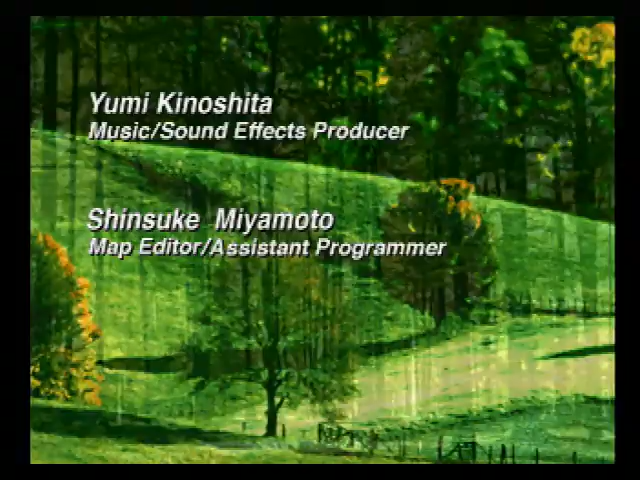 Yumi Kinoshita
Music/Sound Effects Producer
Shinsuke Miyamoto
Map Editor/Assistant Programmer